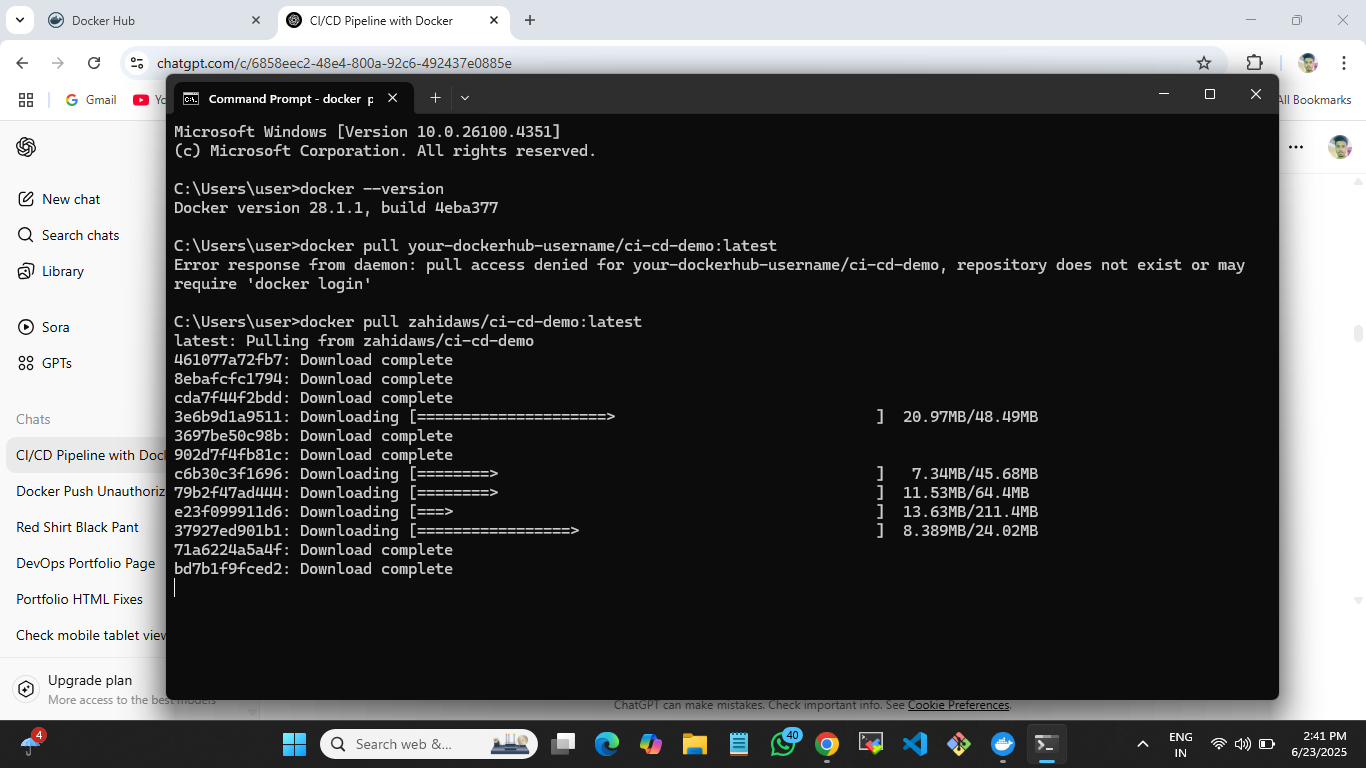 Docker Hub
CI/CD Pipeline with Docker
chatgpt.com/c/6858eec2-48e4-800a-92c6-492437e0885e
Gmail
All Bookmarks
Command Prompt - docker p
Microsoft Windows [Version 10.0.26100.4351]
(c) Microsoft Corporation. All rights reserved.
C:\Users\user>docker --version
Docker version 28.1.1, build 4eba377
C:\Users\user>docker pull your-dockerhub-username/ci-cd-demo:latest
Error response from daemon: pull access denied for your-dockerhub-username/ci-cd-demo, repository does not exist or may
require 'docker login'
C:\Users\user>docker pull zahidaws/ci-cd-demo:latest
latest: Pulling from zahidaws/ci-cd-demo
461077a72fb7: Download complete
8ebafcfc1794: Download complete
cda7f44f2bdd: Download complete
3e6b9d1a9511: Downloading [=====================>                             ]  20.97MB/48.49MB
3697be50c98b: Download complete
902d7f4fb81c: Download complete
c6b30c3f1696: Downloading [========>                                          ]   7.34MB/45.68MB
79b2f47ad444: Downloading [========>                                          ]  11.53MB/64.4MB
e23f099911d6: Downloading [===>                                               ]  13.63MB/211.4MB
37927ed901b1: Downloading [=================>                                 ]  8.389MB/24.02MB
71a6224a5a4f: Download complete
bd7b1f9fced2: Download complete
New chat
Search chats
Library
Sora
GPTs
Chats
CI/CD Pipeline with Doc
Docker Push Unauthoriz
Red Shirt Black Pant
DevOps Portfolio Page
Portfolio HTML Fixes
Check mobile tablet view
Upgrade plan
More access to the best models
ChatGPT can make mistakes. Check important info. See Cookie Preferences.
4
Search web &...
40
ENG
IN
2:41 PM
6/23/2025